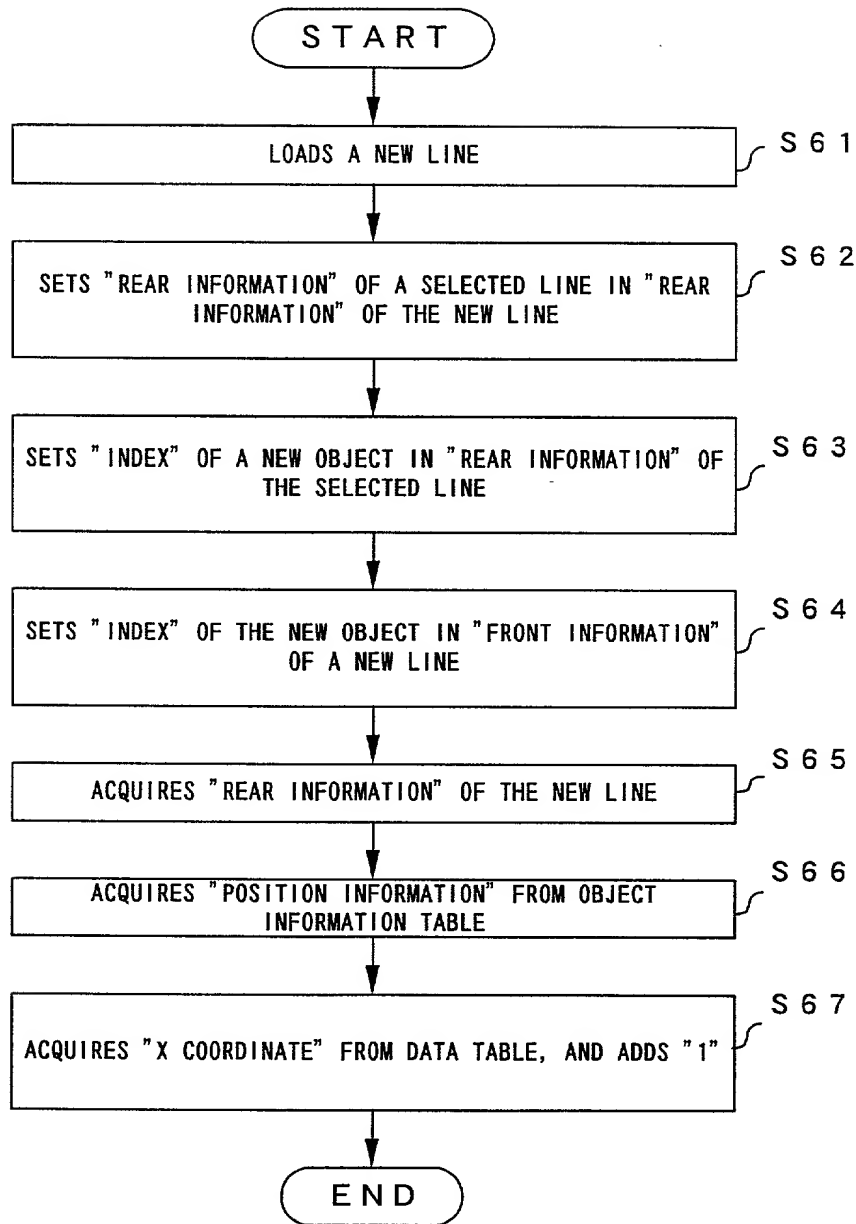 START
LOADS A NEW LINE
S61
SETS "REAR INFORMATION" OF A SELECTED LINE IN "REAR
INFORMATION" OF THE NEW LINE
S62
SETS "INDEX" OF A NEW OBJECT IN "REAR INFORMATION" OF
THE SELECTED LINE
S63
SETS "INDEX" OF THE NEW OBJECT IN "FRONT INFORMATION"
OF A NEW LINE
S64
ACQUIRES "REAR INFORMATION" OF THE NEW LINE
S65
ACQUIRES "POSITION INFORMATION" FROM OBJECT
INFORMATION TABLE
S66
ACQUIRES "X COORDINATE" FROM DATA TABLE, AND ADDS "1"
S67
END